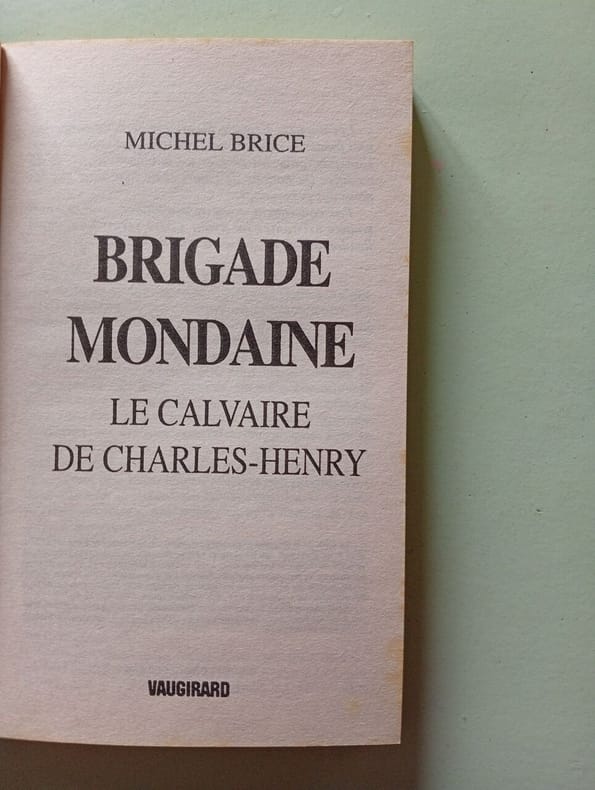 MICHEL BRICE
BRIGADE
MONDAINE
LE CALVAIRE
DE CHARLES-HENRY
VAUGIRARD